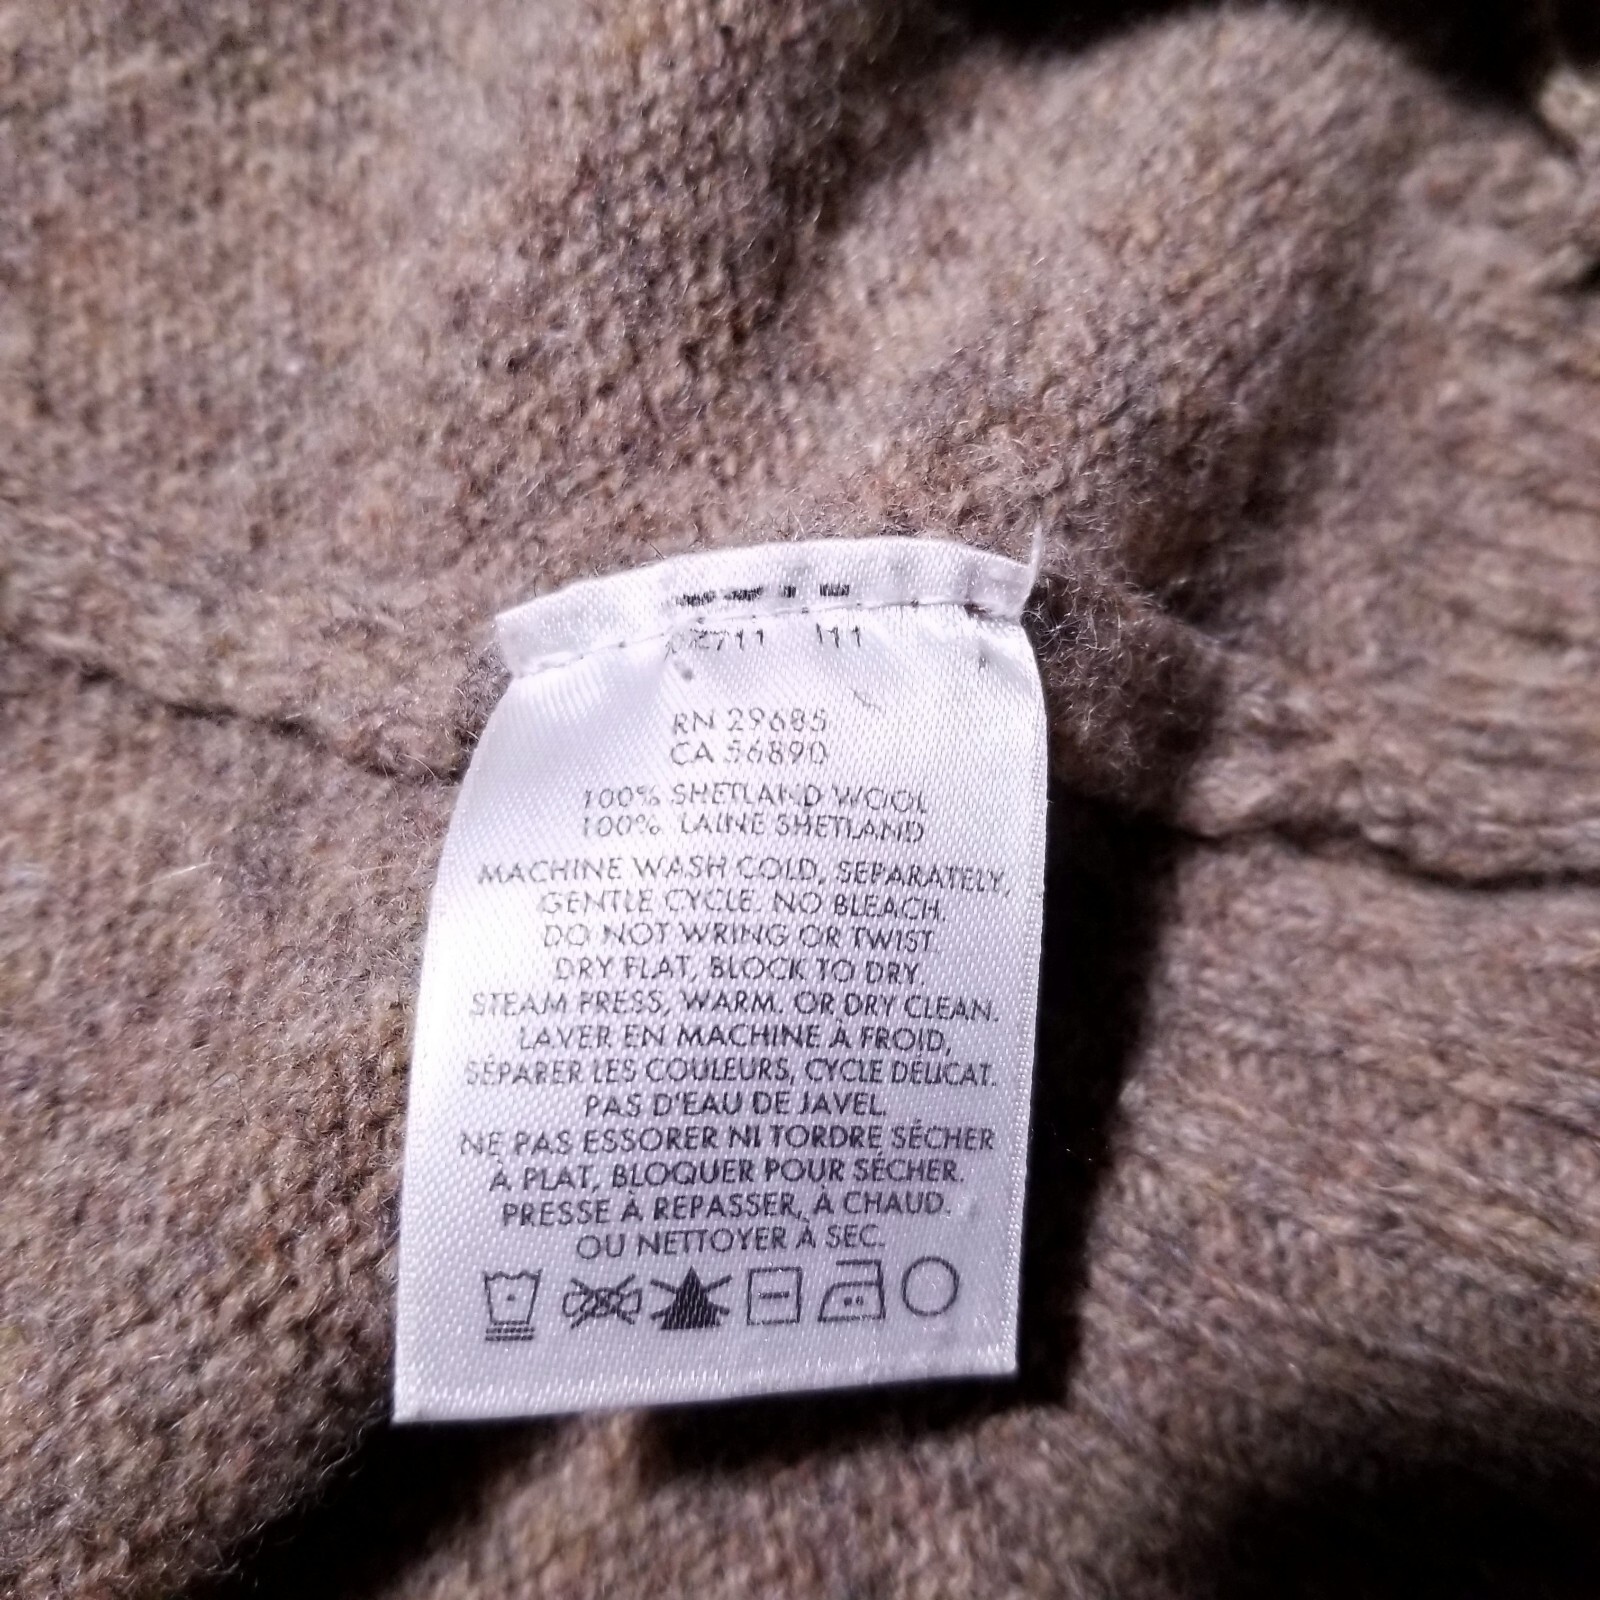 RN 29685
CA 56890
100% SHETLAND WOOL
100% LAINE SHETLAND
MACHINE WASH COLD, SEPARATELY,
GENTLE CYCLE. NO BLEACH.
DO NOT WRING OR TWIST.
DRY FLAT, BLOCK TO DRY.
STEAM PRESS, WARM. OR DRY CLEAN.
LAVER EN MACHINE À FROID,
SÉPARER LES COULEURS, CYCLE DÉLICAT.
PAS D'EAU DE JAVEL.
NE PAS ESSORER NI TORDRE SÉCHER
À PLAT, BLOQUER POUR SÉCHER.
PRESSE À REPASSER, À CHAUD.
OU NETTOYER À SEC.